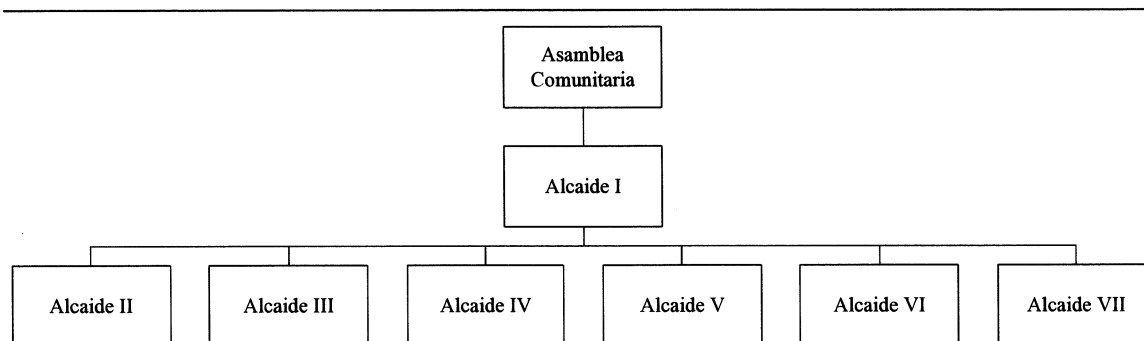 Asamblea
Comunitaria
Alcaide I
Alcaide II
Alcaide III
Alcaide IV
Alcaide V
Alcaide VI
Alcaide VII